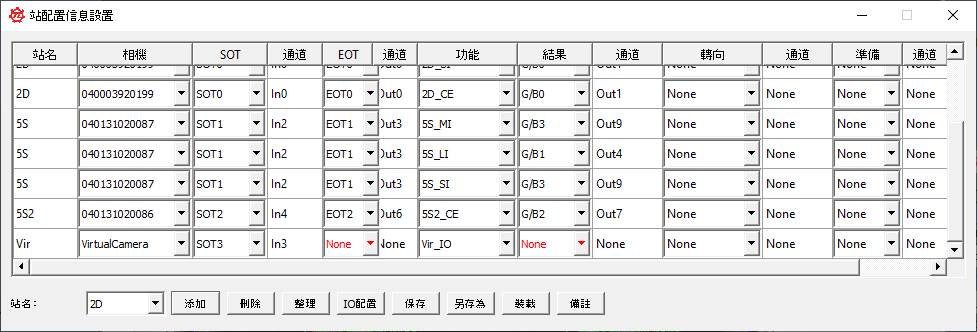 站配置信息設置
站名 相機 SOT 通道 EOT 通道 功能 結果 通道 轉向 通道 準備 通道
2D 040003920199 SOT0 In0 EOT0 Out0 2D_CE G/B0 Out1 None None None None
5S 040131020087 SOT1 In2 EOT1 Out3 5S_MI G/B3 Out9 None None None None
5S 040131020087 SOT1 In2 EOT1 Out3 5S_LI G/B1 Out4 None None None None
5S 040131020087 SOT1 In2 EOT1 Out3 5S_SI G/B3 Out9 None None None None
5S2 040131020086 SOT2 In4 EOT2 Out6 5S2_CE G/B2 Out7 None None None None
Vir VirtualCamera SOT3 In3 None None Vir_IO None None None None None None
站名: 2D 添加 刪除 整理 IO配置 保存 另存為 裝載 備註